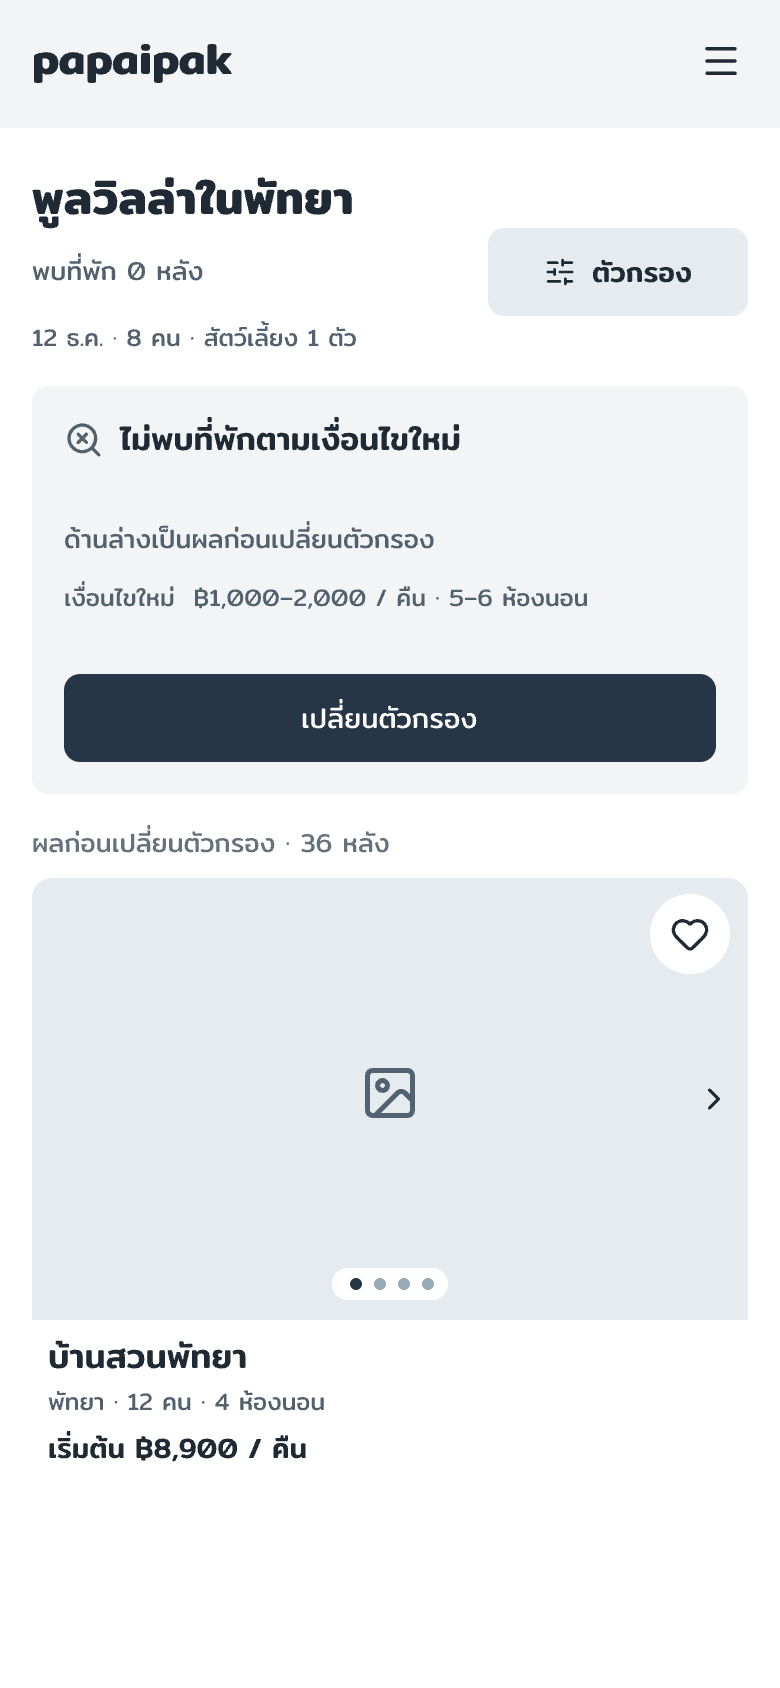 papaipak
พูลวิลล่าในพัทยา
พบที่พัก 0 หลัง
ตัวกรอง
12 ธ.ค. · 8 คน · สัตว์เลี้ยง 1 ตัว
ไม่พบที่พักตามเงื่อนไขใหม่
ด้านล่างเป็นผลก่อนเปลี่ยนตัวกรอง
เงื่อนไขใหม่ ฿1,000–2,000 / คืน · 5–6 ห้องนอน
เปลี่ยนตัวกรอง
ผลก่อนเปลี่ยนตัวกรอง · 36 หลัง
บ้านสวนพัทยา
พัทยา · 12 คน · 4 ห้องนอน
เริ่มต้น ฿8,900 / คืน